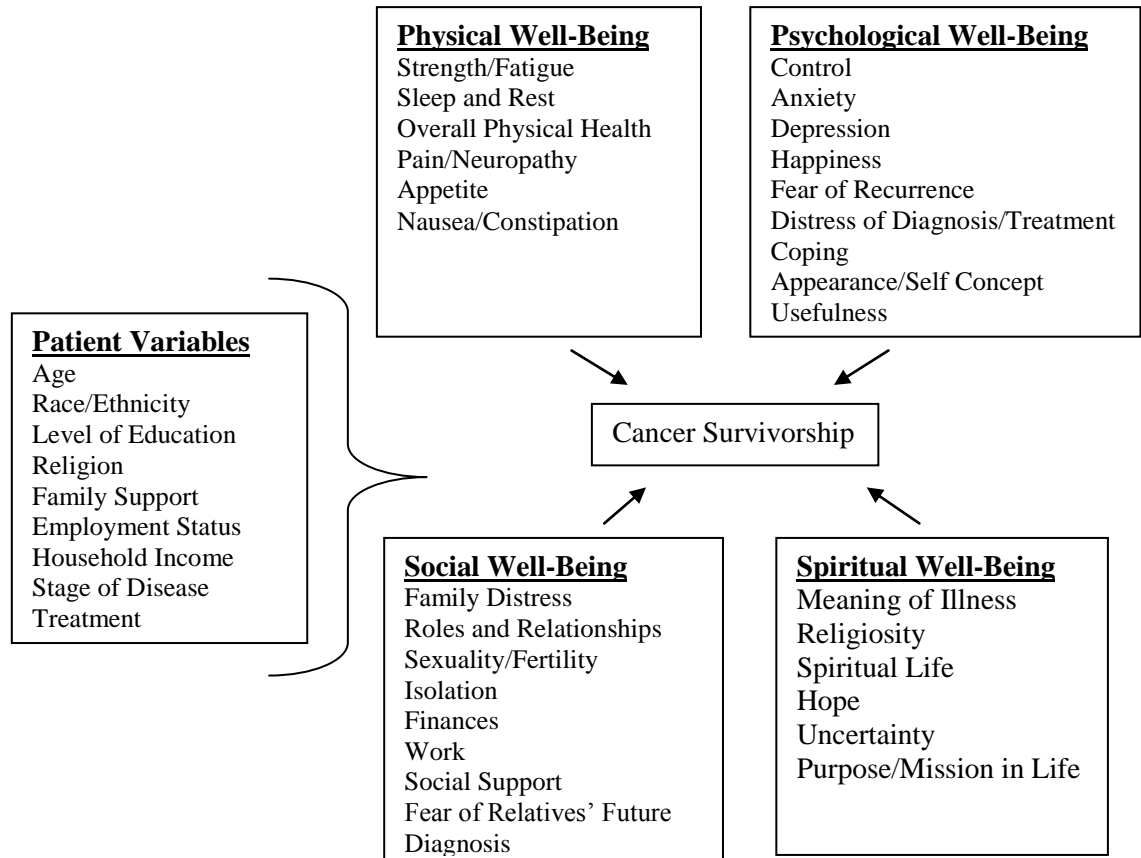 Physical Well-Being
Strength/Fatigue
Sleep and Rest
Overall Physical Health
Pain/Neuropathy
Appetite
Nausea/Constipation
Psychological Well-Being
Control
Anxiety
Depression
Happiness
Fear of Recurrence
Distress of Diagnosis/Treatment
Coping
Appearance/Self Concept
Usefulness
Patient Variables
Age
Race/Ethnicity
Level of Education
Religion
Family Support
Employment Status
Household Income
Stage of Disease
Treatment
Cancer Survivorship
Social Well-Being
Family Distress
Roles and Relationships
Sexuality/Fertility
Isolation
Finances
Work
Social Support
Fear of Relatives’ Future
Diagnosis
Spiritual Well-Being
Meaning of Illness
Religiosity
Spiritual Life
Hope
Uncertainty
Purpose/Mission in Life